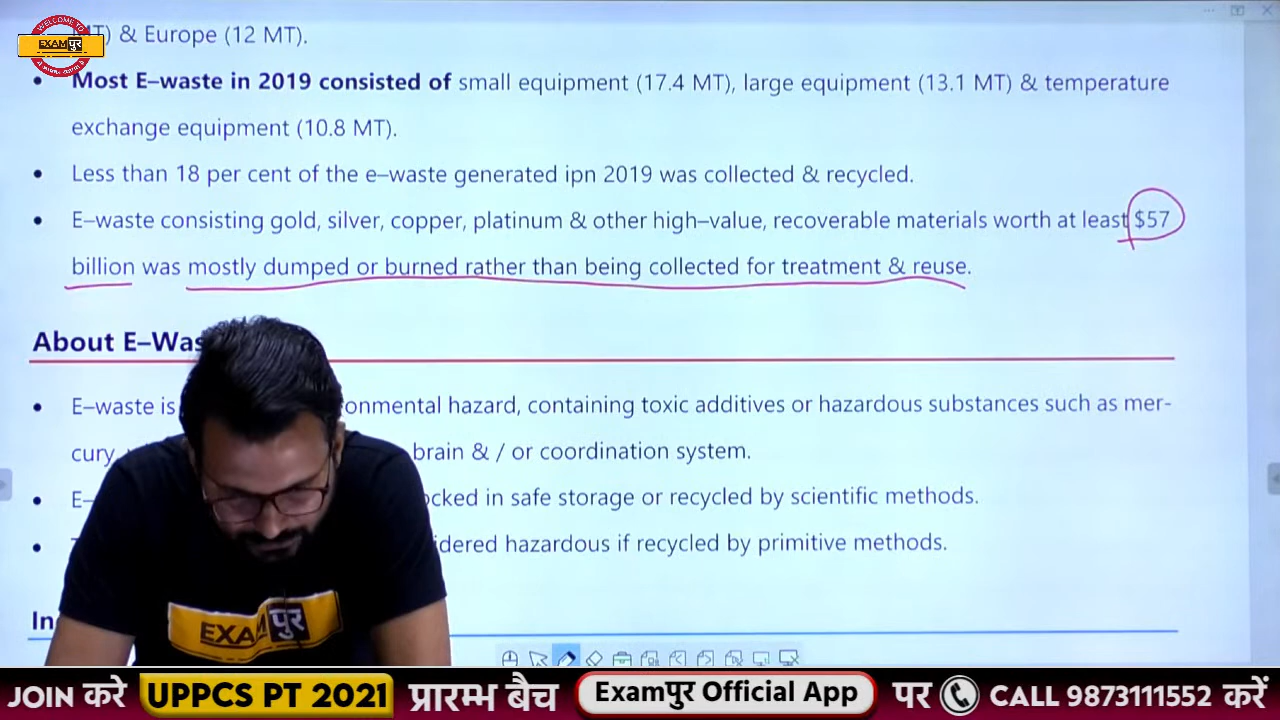 WELCOME TO
EXAMपुर
MT) & Europe (12 MT).
• Most E–waste in 2019 consisted of small equipment (17.4 MT), large equipment (13.1 MT) & temperature
exchange equipment (10.8 MT).
• Less than 18 per cent of the e–waste generated ipn 2019 was collected & recycled.
• E–waste consisting gold, silver, copper, platinum & other high–value, recoverable materials worth at least $57
billion was mostly dumped or burned rather than being collected for treatment & reuse.
About E–Was
• E–waste is onmental hazard, containing toxic additives or hazardous substances such as mer-
cury, brain & / or coordination system.
• E– ocked in safe storage or recycled by scientific methods.
• idered hazardous if recycled by primitive methods.
In
EXAMपुर
JOIN करे UPPCS PT 2021 प्रारम्भ बैच Examपुर Official App पर CALL 9873111552 करें